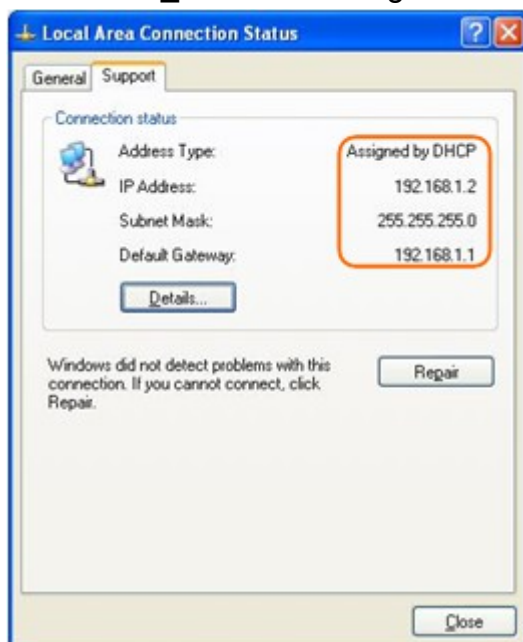 Local Area Connection Status
General Support
Connection status
Address Type: Assigned by DHCP
IP Address: 192.168.1.2
Subnet Mask: 255.255.255.0
Default Gateway: 192.168.1.1
Details...
Windows did not detect problems with this
connection. If you cannot connect, click
Repair.
Repair
Close